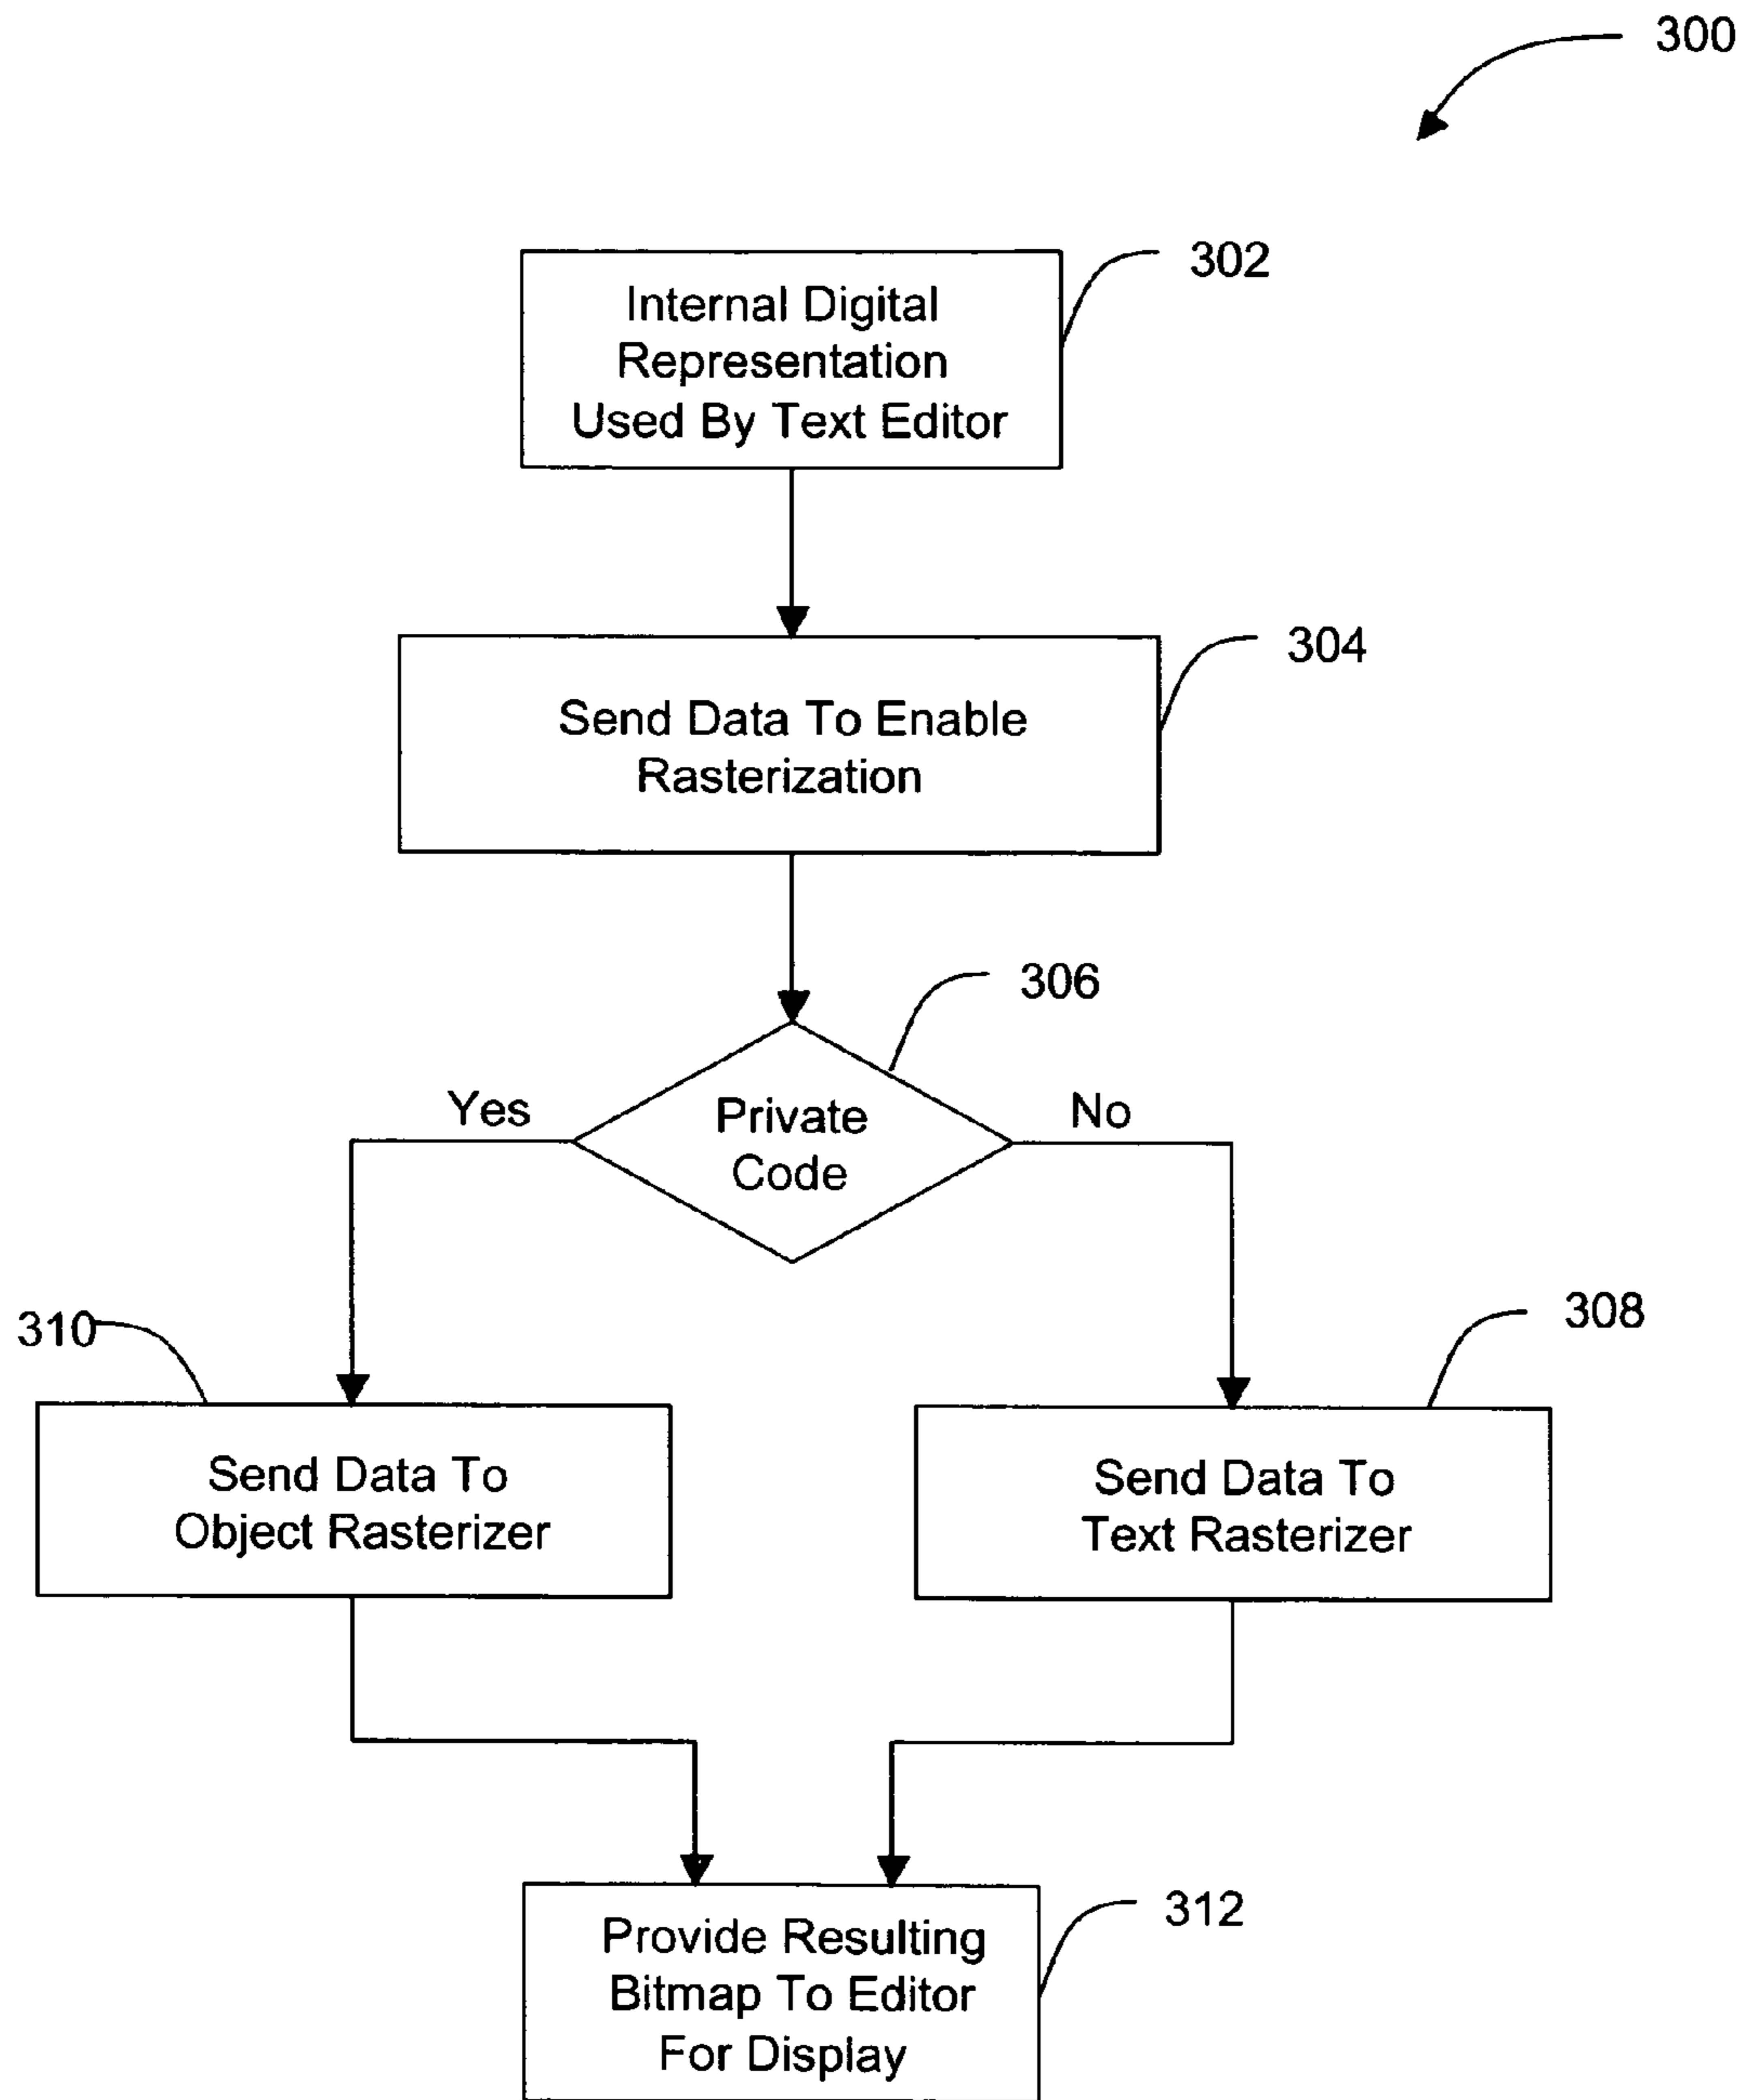 300
302
Internal Digital
Representation
Used By Text Editor
304
Send Data To Enable
Rasterization
306
Private
Code
Yes
No
310
308
Send Data To
Object Rasterizer
Send Data To
Text Rasterizer
312
Provide Resulting
Bitmap To Editor
For Display